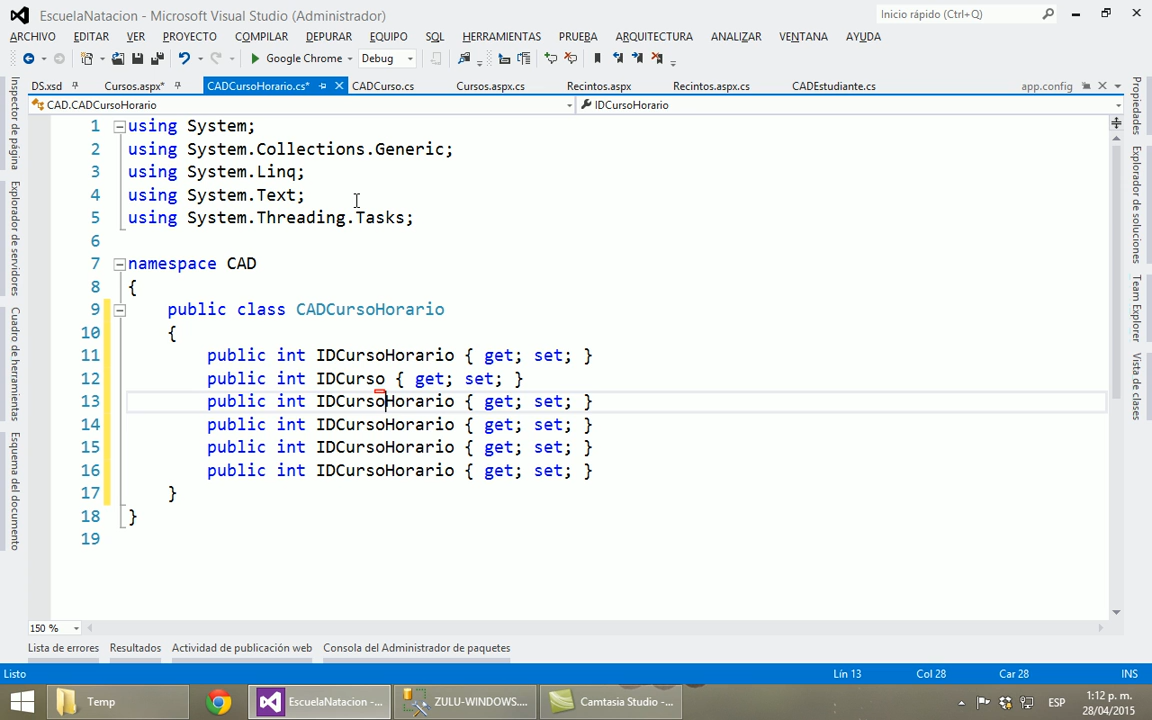 EscuelaNatacion - Microsoft Visual Studio (Administrador)
Inicio rápido (Ctrl+Q)
ARCHIVO EDITAR VER PROYECTO COMPILAR DEPURAR EQUIPO SQL HERRAMIENTAS PRUEBA ARQUITECTURA ANALIZAR VENTANA AYUDA
Google Chrome Debug
DS.xsd Cursos.aspx* CADCursoHorario.cs* CADCurso.cs Cursos.aspx.cs Recintos.aspx Recintos.aspx.cs CADEstudiante.cs app.config
CAD.CADCursoHorario IDCursoHorario
Inspector de página
Explorador de servidores
Cuadro de herramientas
Esquema del documento
1 using System;
2 using System.Collections.Generic;
3 using System.Linq;
4 using System.Text;
5 using System.Threading.Tasks;
6
7 namespace CAD
8 {
9 public class CADCursoHorario
10 {
11 public int IDCursoHorario { get; set; }
12 public int IDCurso { get; set; }
13 public int IDCursoHorario { get; set; }
14 public int IDCursoHorario { get; set; }
15 public int IDCursoHorario { get; set; }
16 public int IDCursoHorario { get; set; }
17 }
18 }
19
Propiedades
Explorador de soluciones
Team Explorer
Vista de clases
150 %
Lista de errores Resultados Actividad de publicación web Consola del Administrador de paquetes
Listo Lín 13 Col 28 Car 28 INS
Temp EscuelaNatacion -... ZULU-WINDOWS.... Camtasia Studio -... ESP 1:12 p. m.
28/04/2015